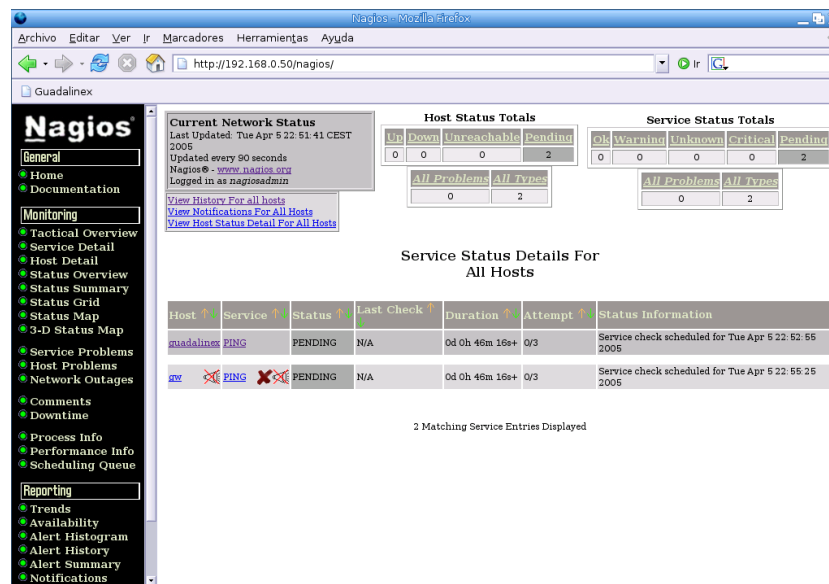 Nagios - Mozilla Firefox
Archivo Editar Ver Ir Marcadores Herramientas Ayuda
http://192.168.0.50/nagios/
Ir
G
Guadalinex
Nagios®
General
Home
Documentation
Monitoring
Tactical Overview
Service Detail
Host Detail
Status Overview
Status Summary
Status Grid
Status Map
3-D Status Map
Service Problems
Host Problems
Network Outages
Comments
Downtime
Process Info
Performance Info
Scheduling Queue
Reporting
Trends
Availability
Alert Histogram
Alert History
Alert Summary
Notifications
Current Network Status
Last Updated: Tue Apr 5 22:51:41 CEST
2005
Updated every 90 seconds
Nagios® - www.nagios.org
Logged in as nagiosadmin
View History For all hosts
View Notifications For All Hosts
View Host Status Detail For All Hosts
Host Status Totals
Up Down Unreachable Pending
0 0 0 2
All Problems All Types
0 2
Service Status Totals
Ok Warning Unknown Critical Pending
0 0 0 0 2
All Problems All Types
0 2
Service Status Details For
All Hosts
Host Service Status Last Check Duration Attempt Status Information
guadalinex PING PENDING N/A 0d 0h 46m 16s+ 0/3 Service check scheduled for Tue Apr 5 22:52:55
2005
gw PING PENDING N/A 0d 0h 46m 16s+ 0/3 Service check scheduled for Tue Apr 5 22:55:25
2005
2 Matching Service Entries Displayed